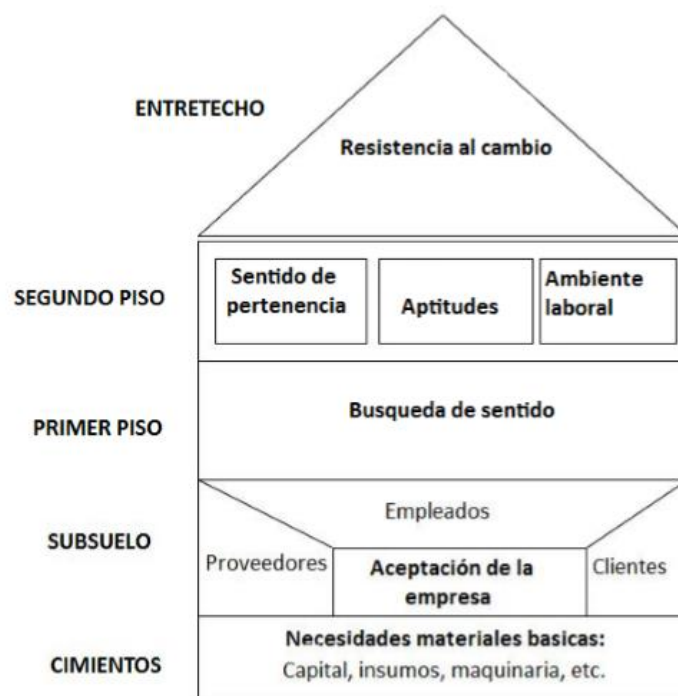 ENTRETECHO
Resistencia al cambio
SEGUNDO PISO
Sentido de
pertenencia
Aptitudes
Ambiente
laboral
PRIMER PISO
Busqueda de sentido
SUBSUELO
Empleados
Proveedores
Aceptación de la
empresa
Clientes
CIMIENTOS
Necesidades materiales basicas:
Capital, insumos, maquinaria, etc.